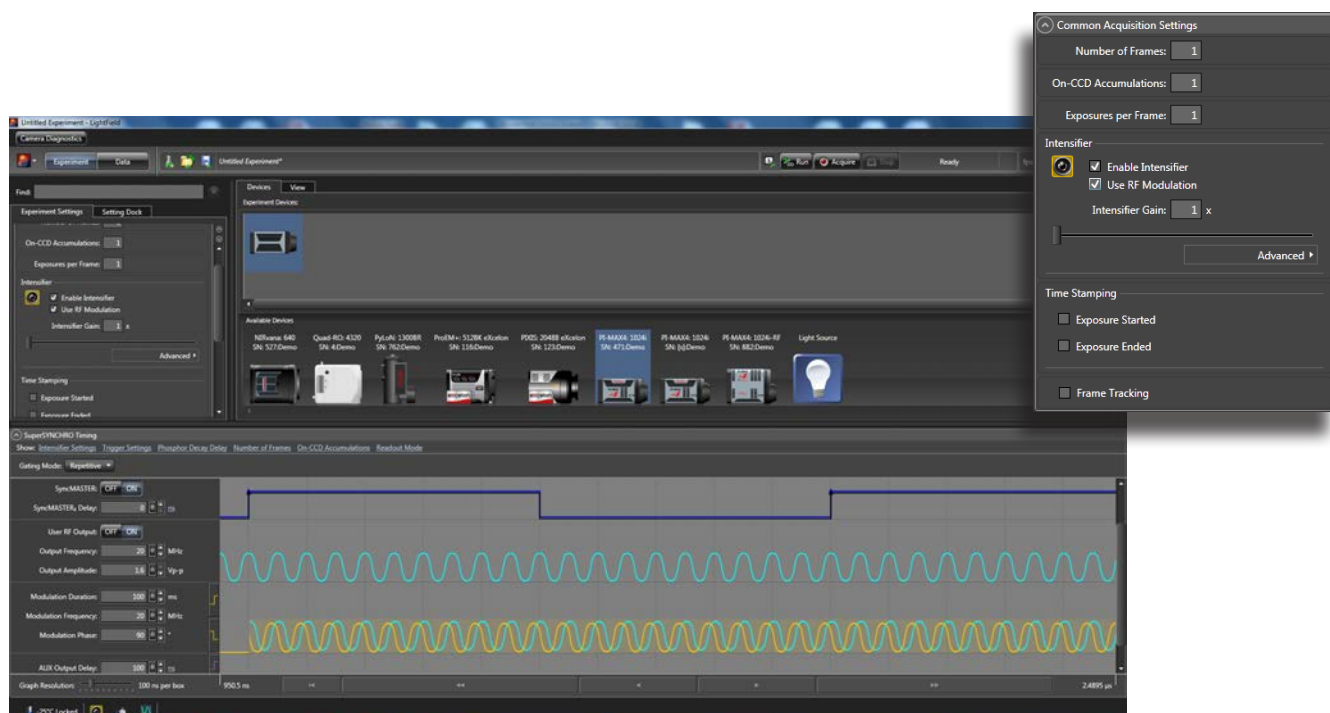 Common Acquisition Settings
Number of Frames: 1
On-CCD Accumulations: 1
Exposures per Frame: 1
Intensifier
Enable Intensifier
Use RF Modulation
Intensifier Gain: 1 x
Advanced
Time Stamping
Exposure Started
Exposure Ended
Frame Tracking
Untitled Experiment - LightField
Camera Diagnostics
Experiment Data Untitled Experiment* Run Acquire Stop Ready
Find:
Experiment Settings Setting Dock
On-CCD Accumulations: 1
Exposures per Frame: 1
Intensifier
Enable Intensifier
Use RF Modulation
Intensifier Gain: 1 x
Advanced
Time Stamping
Exposure Started
Exposure Ended
Devices View
Experiment Devices
Available Devices
NIRvana: 640 SN: 527:Demo
Quad-RO: 4320 SN: 4:Demo
PyLoN: 1300BR SN: 762:Demo
ProEM+: 512BK eXcelon SN: 116:Demo
PIXIS: 2048B eXcelon SN: 123:Demo
PI-MAX4: 1024i SN: 471:Demo
PI-MAX4: 1024i
PI-MAX4: 1024i-RF SN: 882:Demo
Light Source
SuperSYNCHRO Timing
Show: Intensifier Settings Trigger Settings Phosphor Decay Delay Number of Frames On-CCD Accumulations Readout Mode
Gating Mode: Repetitive
SyncMASTER: OFF ON
SyncMASTER₂ Delay: 0 ns
User RF Output: OFF ON
Output Frequency: 20 MHz
Output Amplitude: 1.6 Vp-p
Modulation Duration: 100 ms
Modulation Frequency: 20 MHz
Modulation Phase: 90 °
AUX Output Delay: 100 ns
Graph Resolution: 100 ns per box 950.5 ns 2.4895 µs
-25°C Locked